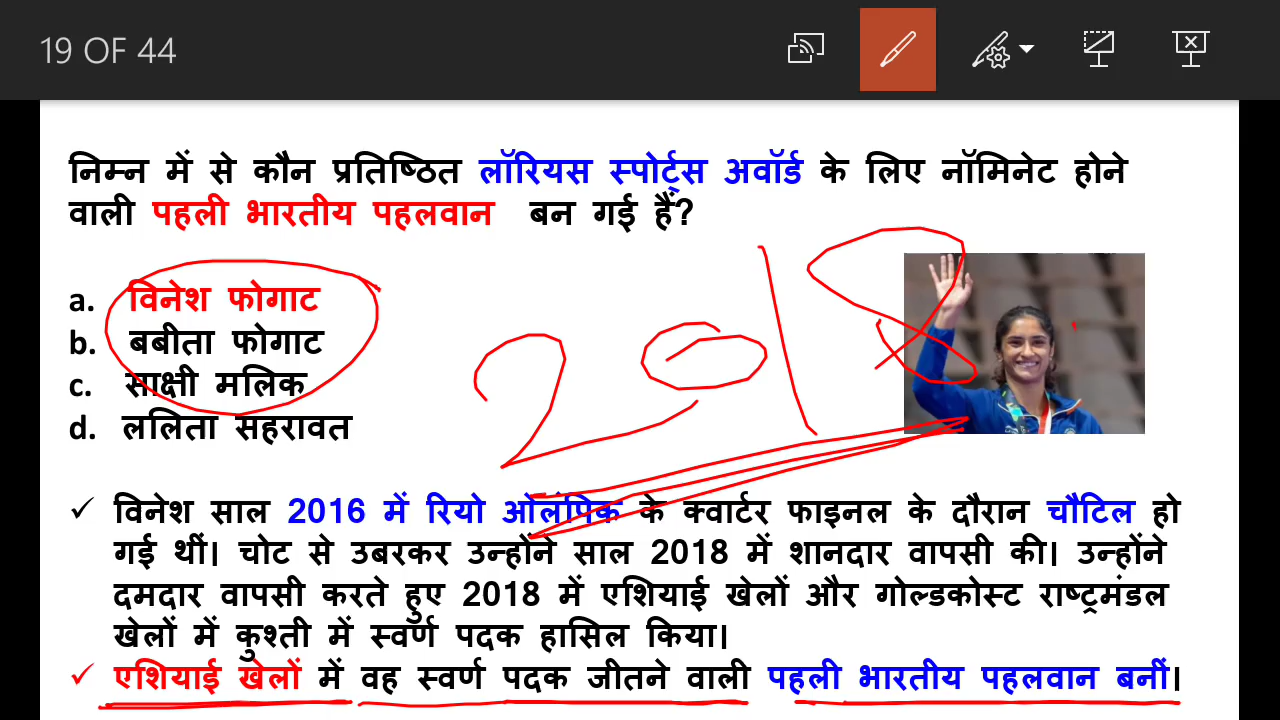 19 OF 44
निम्न में से कौन प्रतिष्ठित लॉरियस स्पोर्ट्स अवॉर्ड के लिए नॉमिनेट होने
वाली पहली भारतीय पहलवान बन गई हैं?
a. विनेश फोगाट
b. बबीता फोगाट
c. साक्षी मलिक
d. ललिता सहरावत
2018
✓ विनेश साल 2016 में रियो ओलंपिक के क्वार्टर फाइनल के दौरान चौटिल हो
गई थीं। चोट से उबरकर उन्होंने साल 2018 में शानदार वापसी की। उन्होंने
दमदार वापसी करते हुए 2018 में एशियाई खेलों और गोल्डकोस्ट राष्ट्रमंडल
खेलों में कुश्ती में स्वर्ण पदक हासिल किया।
✓ एशियाई खेलों में वह स्वर्ण पदक जीतने वाली पहली भारतीय पहलवान बनीं।